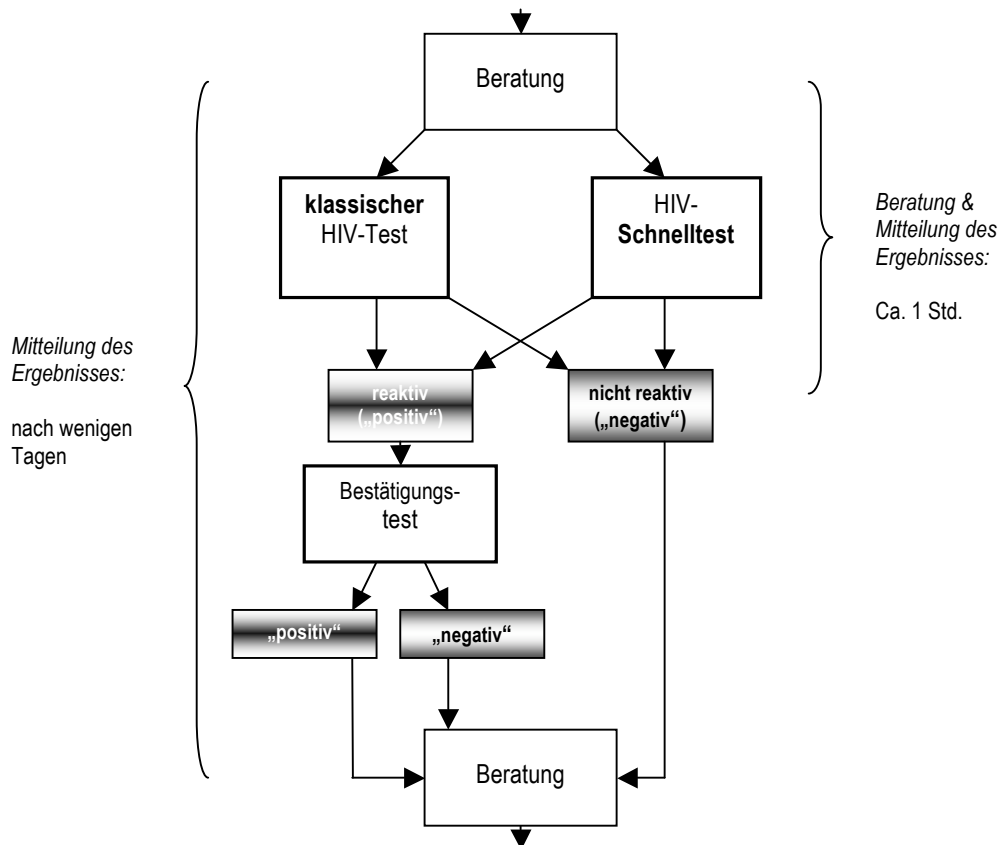 Beratung
klassischer
HIV-Test
HIV-
Schnelltest
Beratung &
Mitteilung des
Ergebnisses:
Ca. 1 Std.
Mitteilung des
Ergebnisses:
nach wenigen
Tagen
reaktiv
(„positiv“)
nicht reaktiv
(„negativ“)
Bestätigungs-
test
„positiv“
„negativ“
Beratung